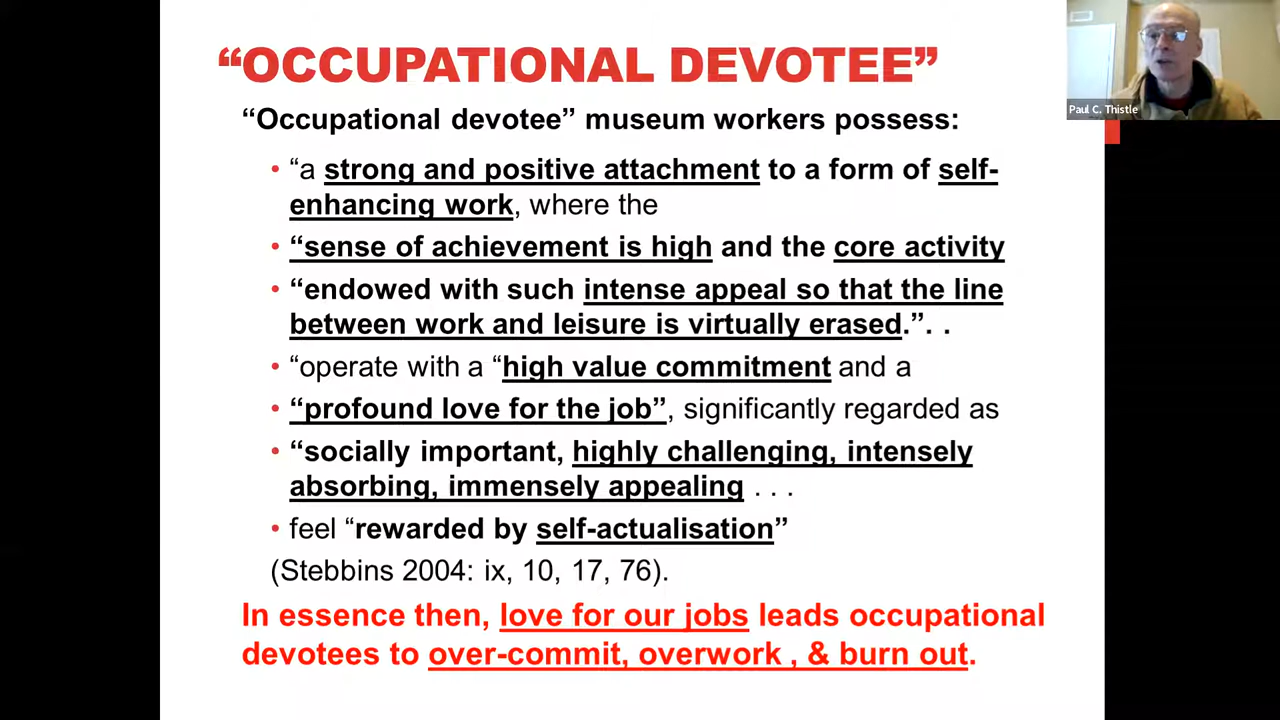 “OCCUPATIONAL DEVOTEE”
“Occupational devotee” museum workers possess:
• “a strong and positive attachment to a form of self-
enhancing work, where the
• “sense of achievement is high and the core activity
• “endowed with such intense appeal so that the line
between work and leisure is virtually erased.”. .
• “operate with a “high value commitment and a
• “profound love for the job”, significantly regarded as
• “socially important, highly challenging, intensely
absorbing, immensely appealing . . .
• feel “rewarded by self-actualisation”
(Stebbins 2004: ix, 10, 17, 76).
In essence then, love for our jobs leads occupational
devotees to over-commit, overwork , & burn out.
Paul C. Thistle